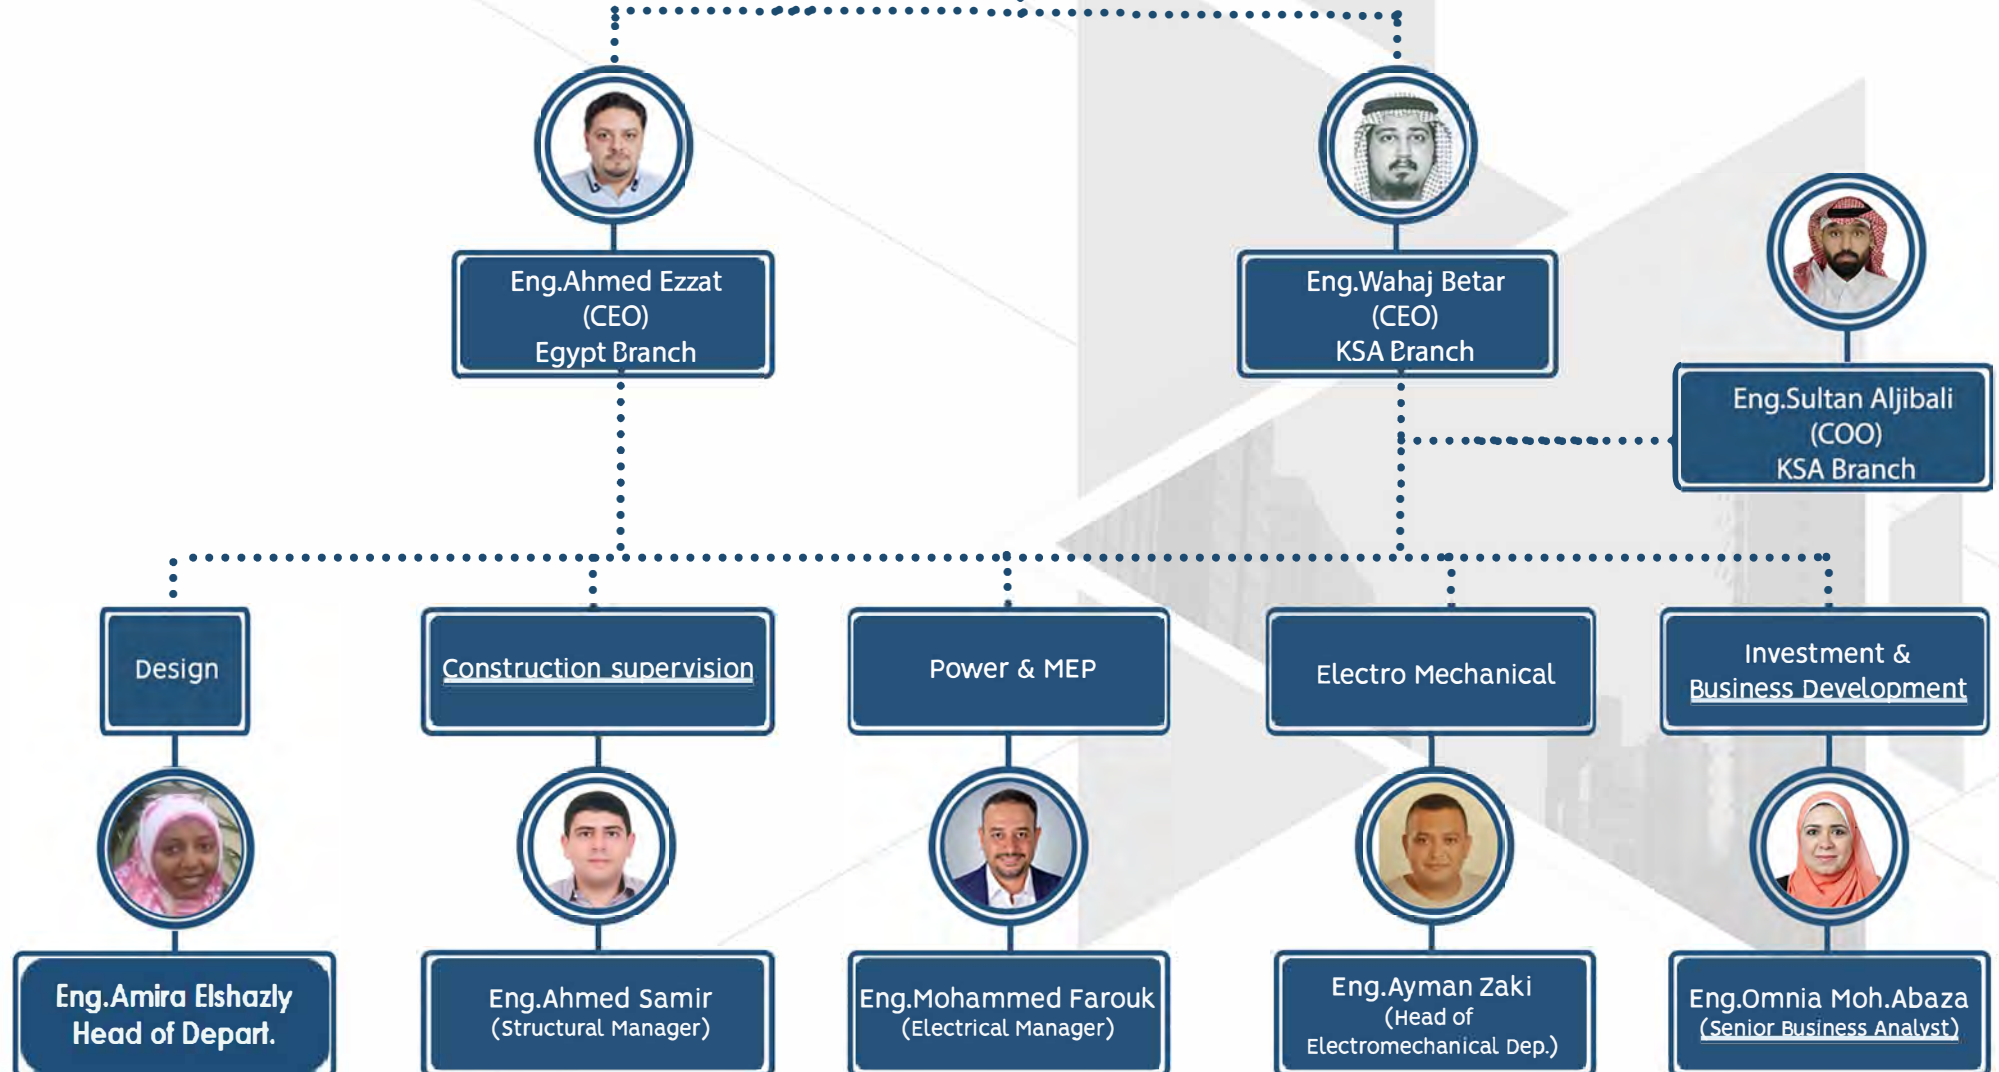 Eng.Ahmed Ezzat
(CEO)
Egypt Branch
Eng.Wahaj Betar
(CEO)
KSA Branch
Eng.Sultan Aljibali
(COO)
KSA Branch
Design
Construction supervision
Power & MEP
Electro Mechanical
Investment &
Business Development
Eng.Amira Elshazly
Head of Depart.
Eng.Ahmed Samir
(Structural Manager)
Eng.Mohammed Farouk
(Electrical Manager)
Eng.Ayman Zaki
(Head of
Electromechanical Dep.)
Eng.Omnia Moh.Abaza
(Senior Business Analyst)